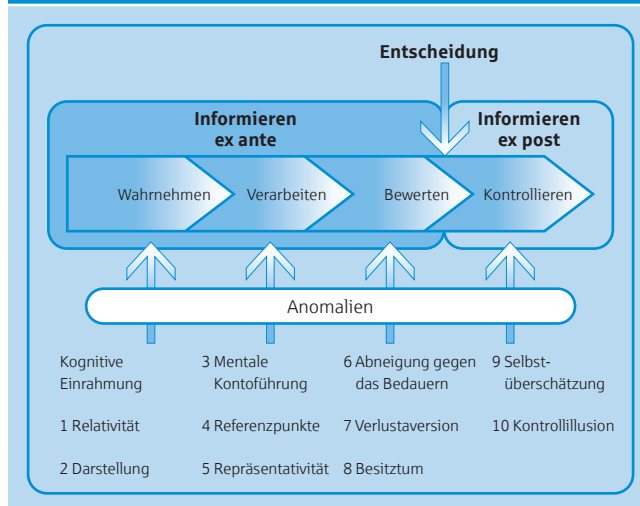 Entscheidung
Informieren
ex ante
Informieren
ex post
Wahrnehmen
Verarbeiten
Bewerten
Kontrollieren
Anomalien
Kognitive
Einrahmung
1 Relativität
2 Darstellung
3 Mentale
Kontoführung
4 Referenzpunkte
5 Repräsentativität
6 Abneigung gegen
das Bedauern
7 Verlustaversion
8 Besitztum
9 Selbst-
überschätzung
10 Kontrollillusion